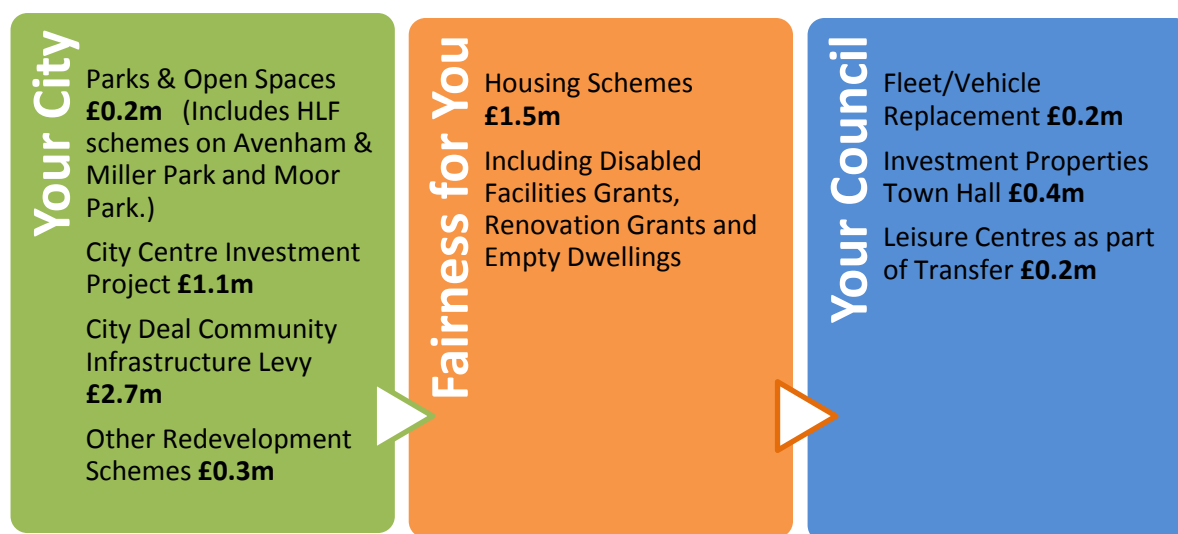 Your City
Parks & Open Spaces
£0.2m (Includes HLF
schemes on Avenham &
Miller Park and Moor
Park.)
City Centre Investment
Project £1.1m
City Deal Community
Infrastructure Levy
£2.7m
Other Redevelopment
Schemes £0.3m
Fairness for You
Housing Schemes
£1.5m
Including Disabled
Facilities Grants,
Renovation Grants and
Empty Dwellings
Your Council
Fleet/Vehicle
Replacement £0.2m
Investment Properties
Town Hall £0.4m
Leisure Centres as part
of Transfer £0.2m